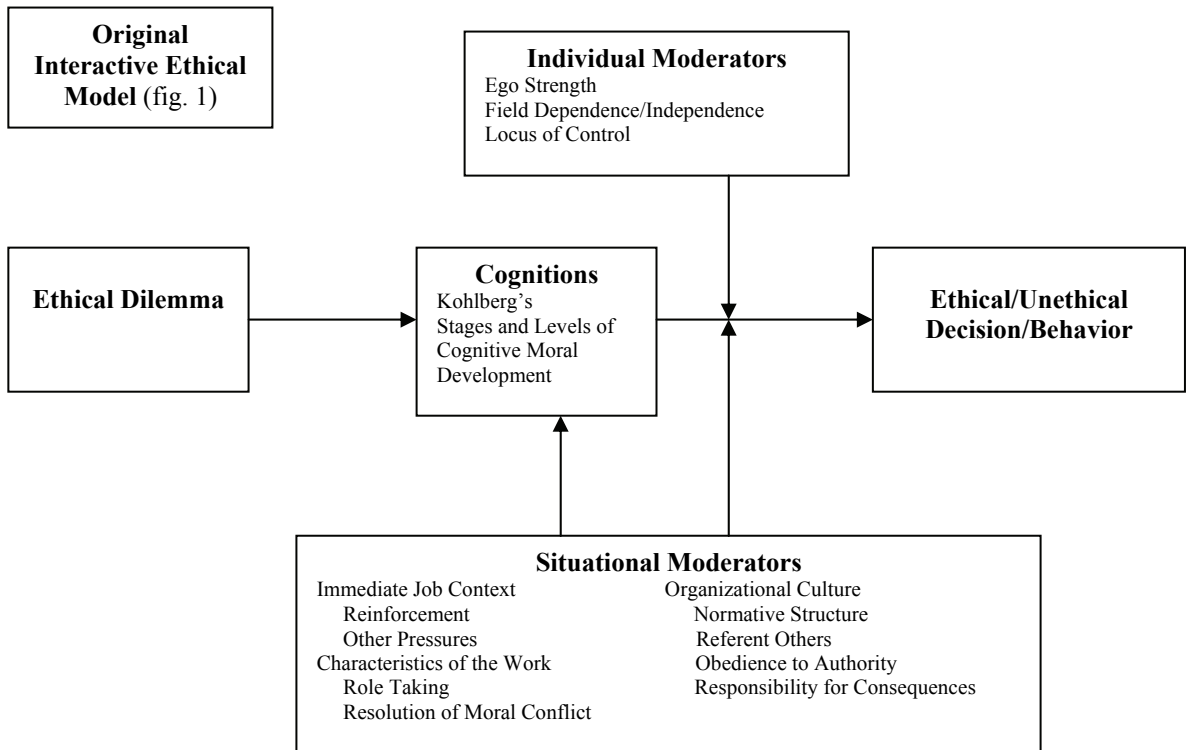 Original
Interactive Ethical
Model (fig. 1)
Individual Moderators
Ego Strength
Field Dependence/Independence
Locus of Control
Ethical Dilemma
Cognitions
Kohlberg’s
Stages and Levels of
Cognitive Moral
Development
Ethical/Unethical
Decision/Behavior
Situational Moderators
Immediate Job Context
Reinforcement
Other Pressures
Characteristics of the Work
Role Taking
Resolution of Moral Conflict
Organizational Culture
Normative Structure
Referent Others
Obedience to Authority
Responsibility for Consequences